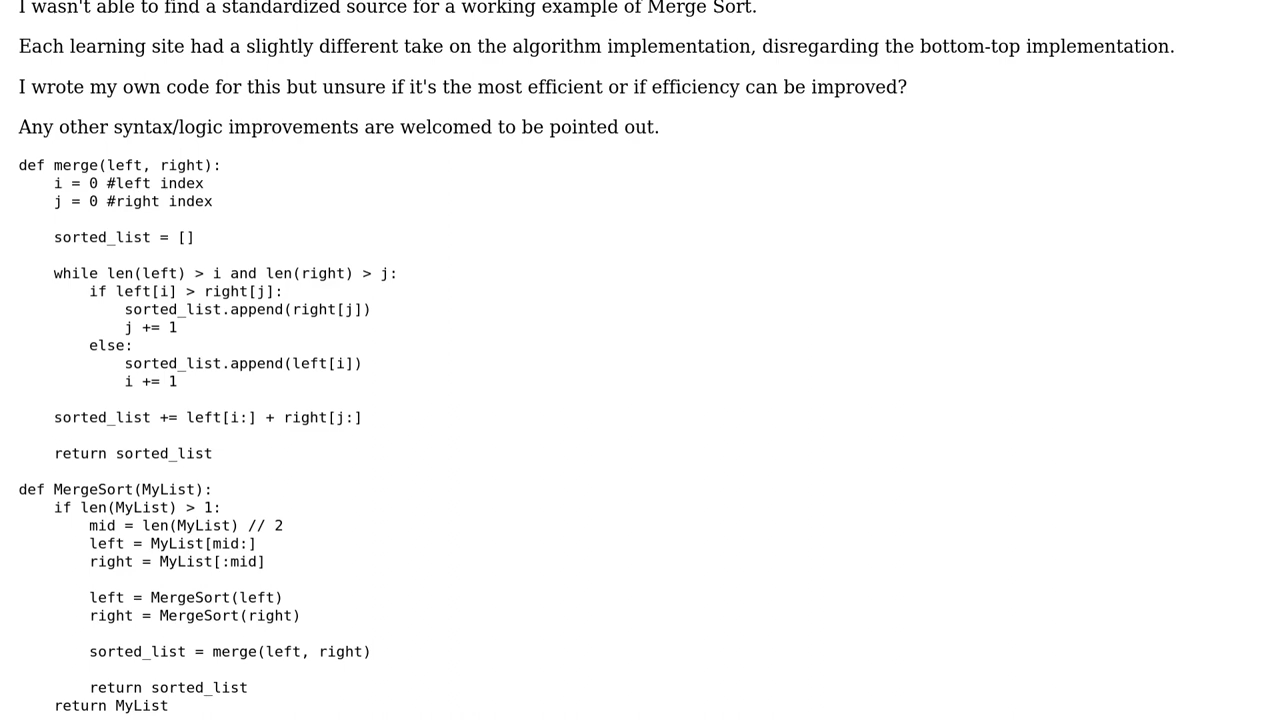 I wasn't able to find a standardized source for a working example of Merge Sort.
Each learning site had a slightly different take on the algorithm implementation, disregarding the bottom-top implementation.
I wrote my own code for this but unsure if it's the most efficient or if efficiency can be improved?
Any other syntax/logic improvements are welcomed to be pointed out.
def merge(left, right):
    i = 0 #left index
    j = 0 #right index

    sorted_list = []

    while len(left) > i and len(right) > j:
        if left[i] > right[j]:
            sorted_list.append(right[j])
            j += 1
        else:
            sorted_list.append(left[i])
            i += 1

    sorted_list += left[i:] + right[j:]

    return sorted_list

def MergeSort(MyList):
    if len(MyList) > 1:
        mid = len(MyList) // 2
        left = MyList[mid:]
        right = MyList[:mid]

        left = MergeSort(left)
        right = MergeSort(right)

        sorted_list = merge(left, right)

        return sorted_list
    return MyList